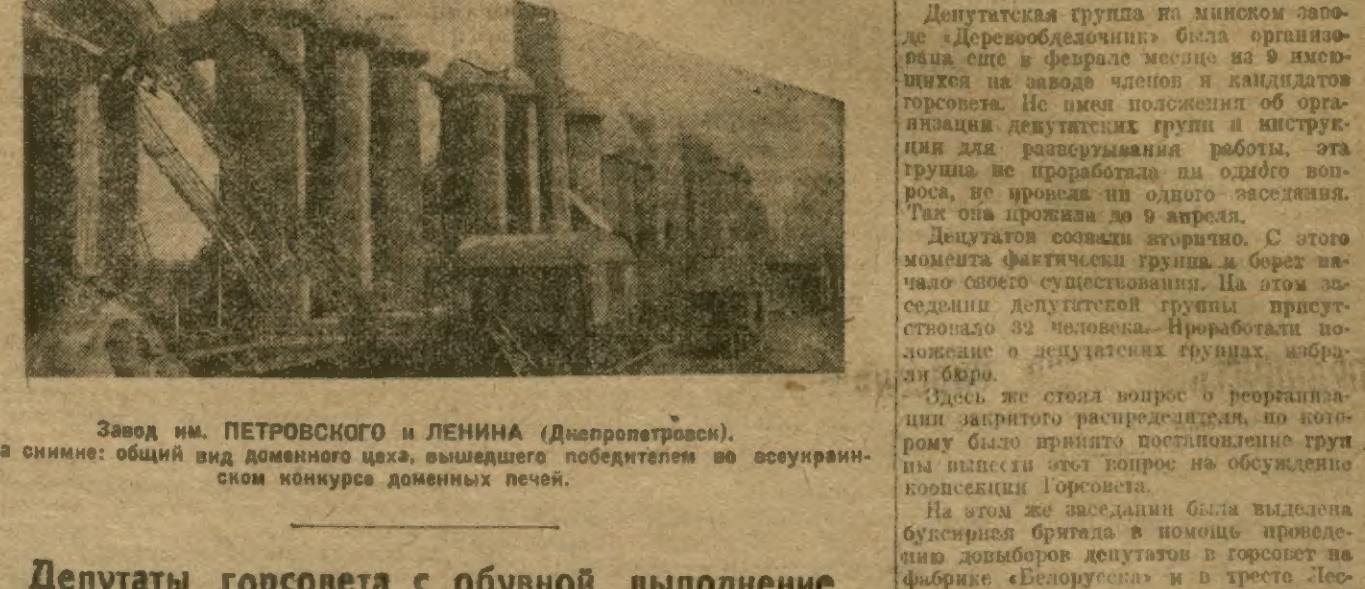 Завод им. ПЕТРОВСКОГО и ЛЕНИНА (Днепропетровск).
а снимке: общий вид доменного цеха, вышедшего победителем во всеукраин-
ском конкурсе доменных печей.
Депутаты горсовета с обувной выполнение
Депутатская группа на минском заво-
де «Деревообделочник» была организо-
вана еще в феврале месяце из 9 имею-
щихся на заводе членов и кандидатов
горсовета. Не имея положения об орга-
низации депутатских групп и инструк-
ции для развертывания работы, эта
группа не проработала ни одного воп-
роса, не провела ни одного заседания.
Так она прожила до 9 апреля.
Депутатов созвали вторично. С этого
момента фактически группа и берет на-
чало своего существования. На этом за-
седании депутатской группы присут-
ствовало 32 человека. Проработали по-
ложение о депутатских группах, избра-
ли бюро.
Здесь же стоял вопрос о реорганиза-
ции закрытого распределителя, по кото-
рому было принято постановление груп
пы вынести этот вопрос на обсуждение
коопсекции Горсовета.
На этом же заседании была выделена
буксирная бригада в помощь проведе-
нию довыборов депутатов в горсовет на
фабрике «Белоруска» и в тресте Лес-